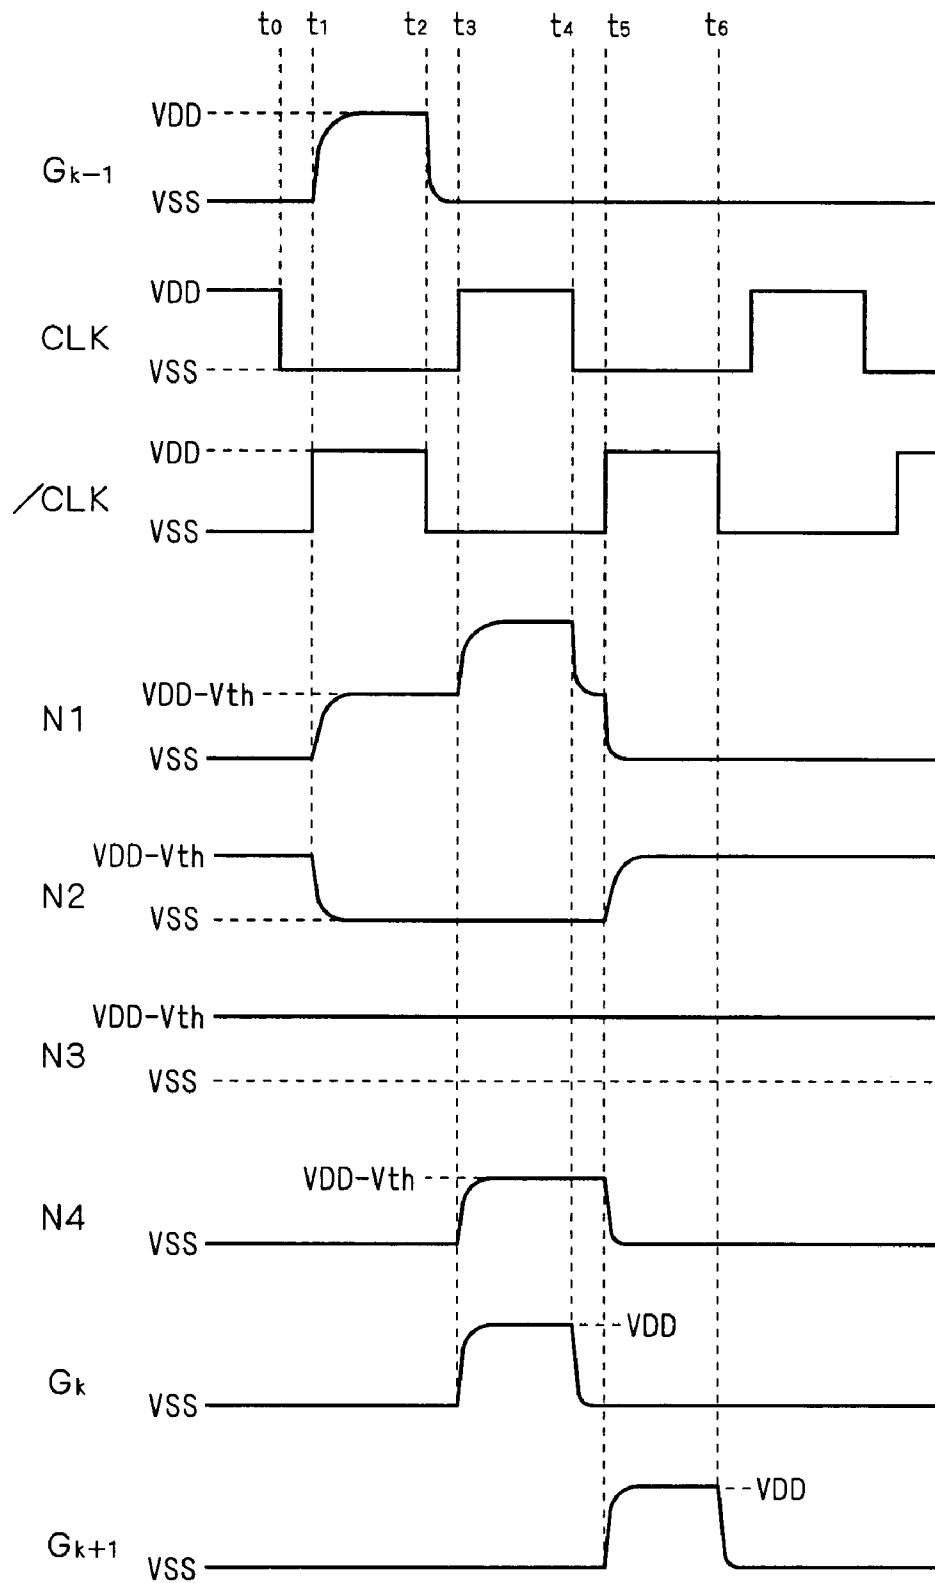 t0 t1 t2 t3 t4 t5 t6
VDD
Gk-1
VSS
VDD
CLK
VSS
VDD
/CLK
VSS
VDD-Vth
N1
VSS
VDD-Vth
N2
VSS
VDD-Vth
N3
VSS
VDD-Vth
N4
VSS
VDD
Gk
VSS
VDD
Gk+1
VSS